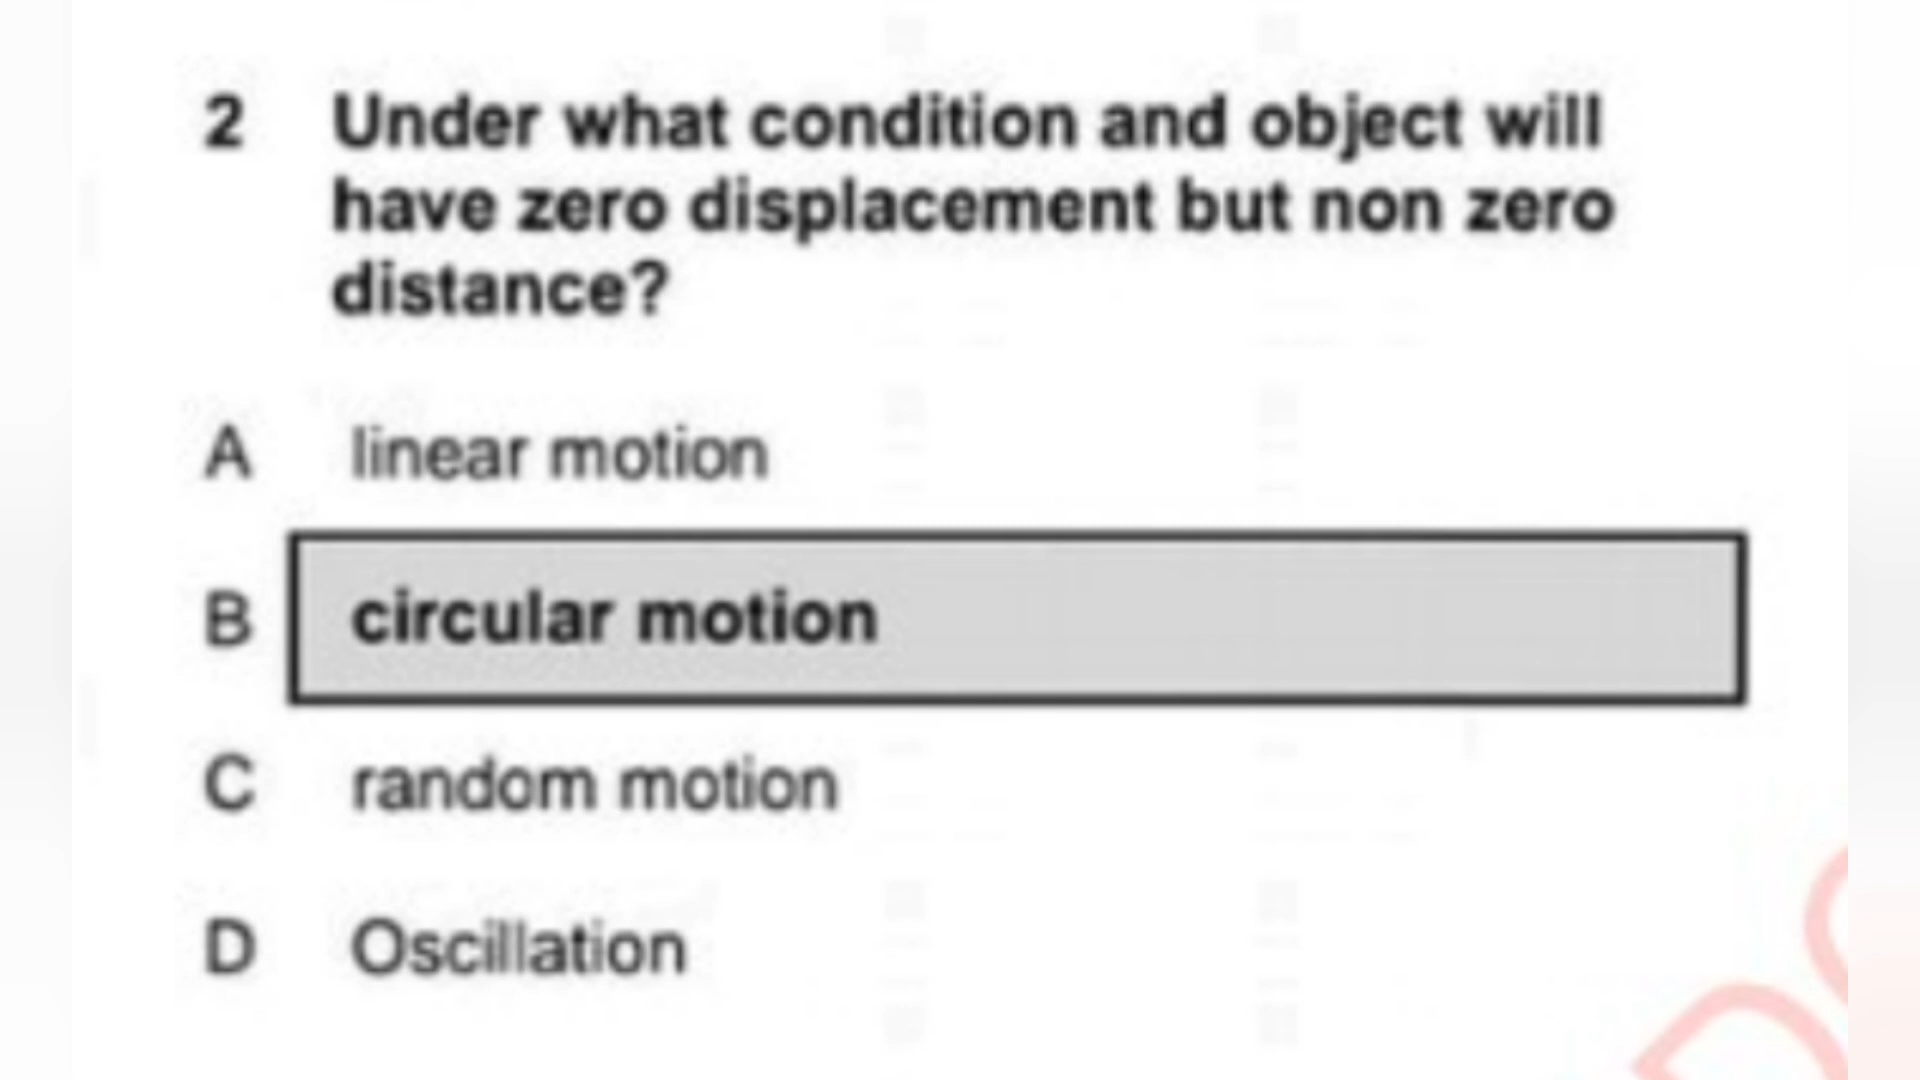 2 Under what condition and object will
have zero displacement but non zero
distance?
A linear motion
B circular motion
C random motion
D Oscillation